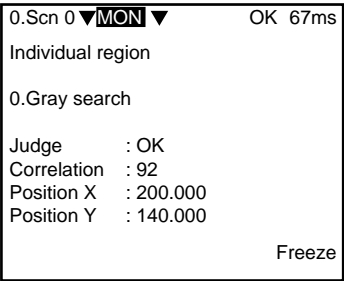 0.Scn 0 ▼MON ▼ OK 67ms
Individual region
0.Gray search
Judge : OK
Correlation : 92
Position X : 200.000
Position Y : 140.000
Freeze